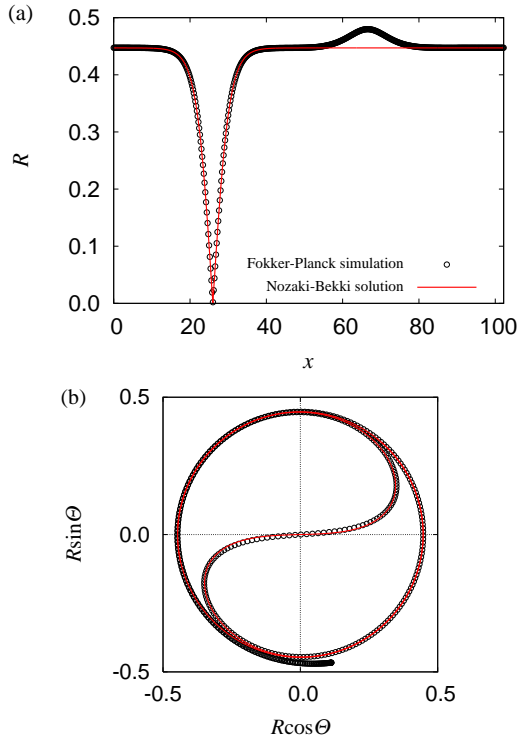 (a)
0.5
0.4
0.3
0.2
0.1
0.0
R
0 20 40 60 80 100
x
Fokker-Planck simulation
Nozaki-Bekki solution
(b)
0.5
0.0
-0.5
RsinΘ
-0.5 0.0 0.5
RcosΘ